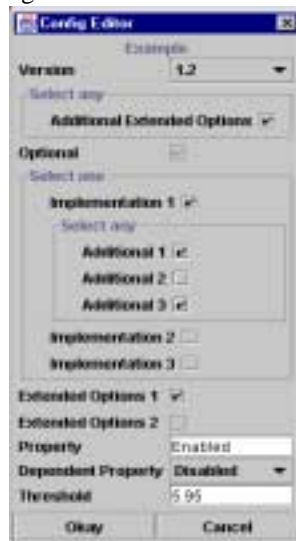 Config Editor
Example
Version 1.2
Select any
Additional Extended Options
Optional
Select one
Implementation 1
Select any
Additional 1
Additional 2
Additional 3
Implementation 2
Implementation 3
Extended Options 1
Extended Options 2
Property Enabled
Dependent Property Disabled
Threshold 5.95
Okay Cancel